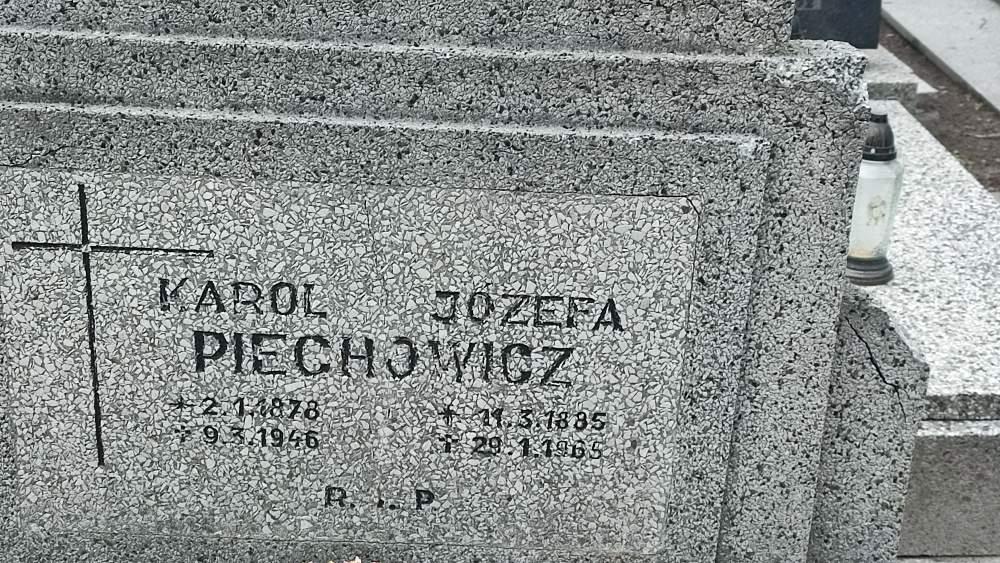 KAROL JÓZEFA
PIECHOWICZ
* 2.1.1878 * 11.3.1885
† 9.3.1946 † 29.1.1965
R.I.P